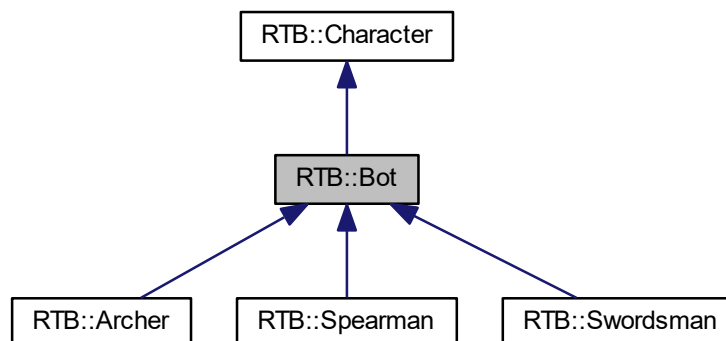 RTB::Character
RTB::Bot
RTB::Archer
RTB::Spearman
RTB::Swordsman